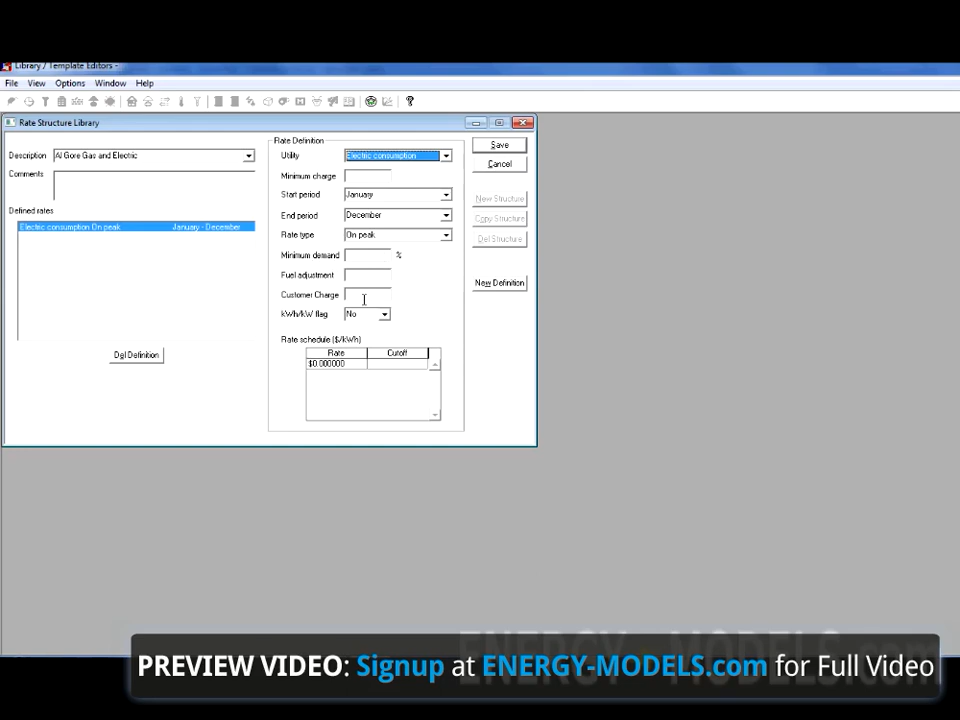 Library / Template Editors -
File View Options Window Help
Rate Structure Library
Description Al Gore Gas and Electric
Comments
Defined rates
Electric consumption On peak January - December
Del Definition
Rate Definition
Utility Electric consumption
Minimum charge
Start period January
End period December
Rate type On peak
Minimum demand %
Fuel adjustment
Customer Charge
kWh/kW flag No
Rate schedule ($/kWh)
Rate Cutoff
$0.000000
Save
Cancel
New Structure
Copy Structure
Del Structure
New Definition
ENERGY-MODELS.com
PREVIEW VIDEO: Signup at ENERGY-MODELS.com for Full Video